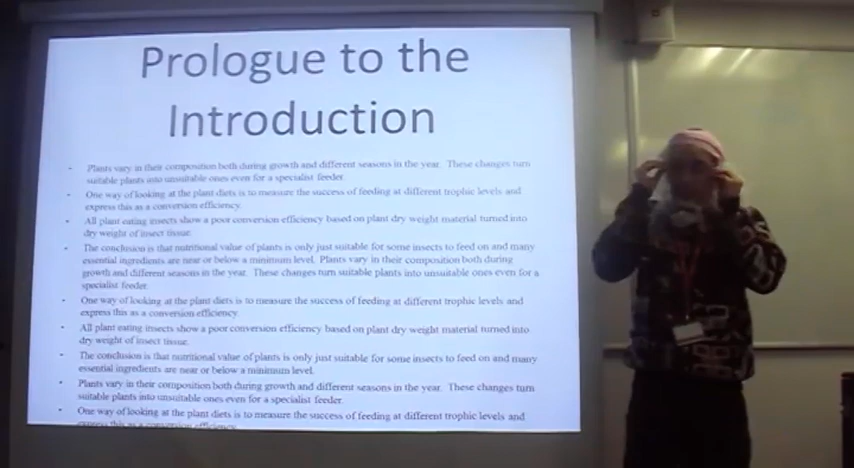 Prologue to the
Introduction
- Plants vary in their composition both during growth and different seasons in the year. These changes turn
suitable plants into unsuitable ones even for a specialist feeder.
- One way of looking at the plant diets is to measure the success of feeding at different trophic levels and
express this as a conversion efficiency.
- All plant eating insects show a poor conversion efficiency based on plant dry weight material turned into
dry weight of insect tissue.
- The conclusion is that nutritional value of plants is only just suitable for some insects to feed on and many
essential ingredients are near or below a minimum level. Plants vary in their composition both during
growth and different seasons in the year. These changes turn suitable plants into unsuitable ones even for a
specialist feeder.
- One way of looking at the plant diets is to measure the success of feeding at different trophic levels and
express this as a conversion efficiency.
- All plant eating insects show a poor conversion efficiency based on plant dry weight material turned into
dry weight of insect tissue.
- The conclusion is that nutritional value of plants is only just suitable for some insects to feed on and many
essential ingredients are near or below a minimum level.
• Plants vary in their composition both during growth and different seasons in the year. These changes turn
suitable plants into unsuitable ones even for a specialist feeder.
• One way of looking at the plant diets is to measure the success of feeding at different trophic levels and
express this as a conversion efficiency.